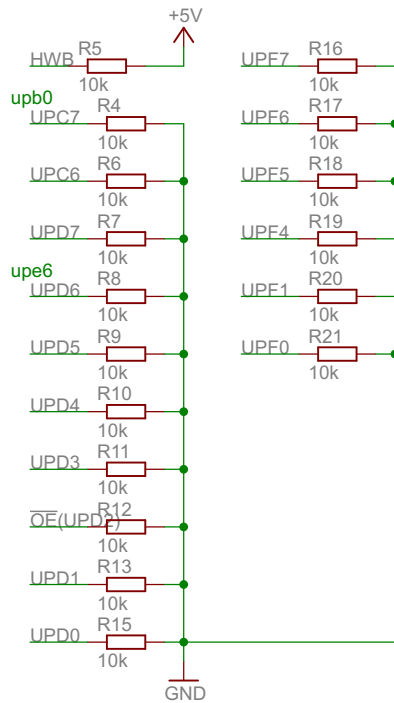 +5V
HWB R5
10k
upb0
UPC7 R4
10k
UPC6 R6
10k
UPD7 R7
10k
upe6
UPD6 R8
10k
UPD5 R9
10k
UPD4 R10
10k
UPD3 R11
10k
OE(UPD2) R12
10k
UPD1 R13
10k
UPD0 R15
10k
GND
UPF7 R16
10k
UPF6 R17
10k
UPF5 R18
10k
UPF4 R19
10k
UPF1 R20
10k
UPF0 R21
10k